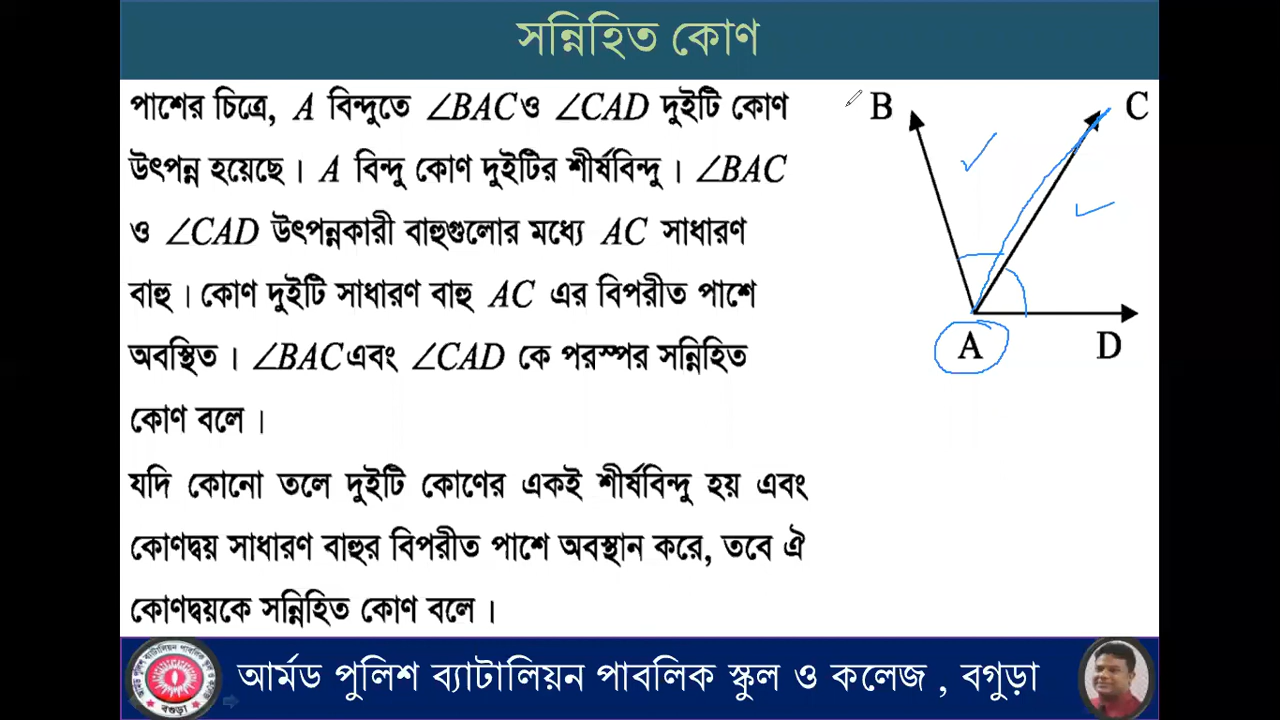 সন্নিহিত কোণ
পাশের চিত্রে, A বিন্দুতে ∠BAC ও ∠CAD দুইটি কোণ
উৎপন্ন হয়েছে। A বিন্দু কোণ দুইটির শীর্ষবিন্দু। ∠BAC
ও ∠CAD উৎপন্নকারী বাহুগুলোর মধ্যে AC সাধারণ
বাহু। কোণ দুইটি সাধারণ বাহু AC এর বিপরীত পাশে
অবস্থিত। ∠BAC এবং ∠CAD কে পরস্পর সন্নিহিত
কোণ বলে।
যদি কোনো তলে দুইটি কোণের একই শীর্ষবিন্দু হয় এবং
কোণদ্বয় সাধারণ বাহুর বিপরীত পাশে অবস্থান করে, তবে ঐ
কোণদ্বয়কে সন্নিহিত কোণ বলে।
B
C
A
D
আর্মড পুলিশ ব্যাটালিয়ন পাবলিক স্কুল ও কলেজ , বগুড়া
বগুড়া